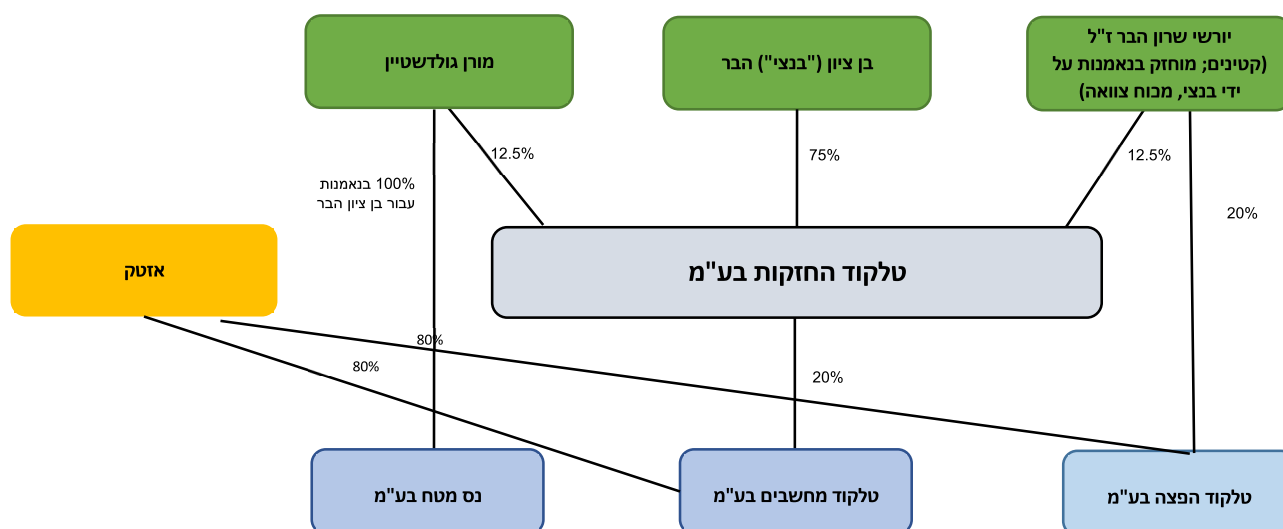 יורשי שרון הבר ז"ל
(קטינים; מוחזק בנאמנות על
ידי בנצי, מכוח צוואה)
בן ציון ("בנצי") הבר
מורן גולדשטיין
12.5%
75%
12.5%
100% בנאמנות
עבור בן ציון הבר
20%
אזטק
טלקוד החזקות בע"מ
80%
80%
20%
טלקוד הפצה בע"מ
טלקוד מחשבים בע"מ
נס מטח בע"מ